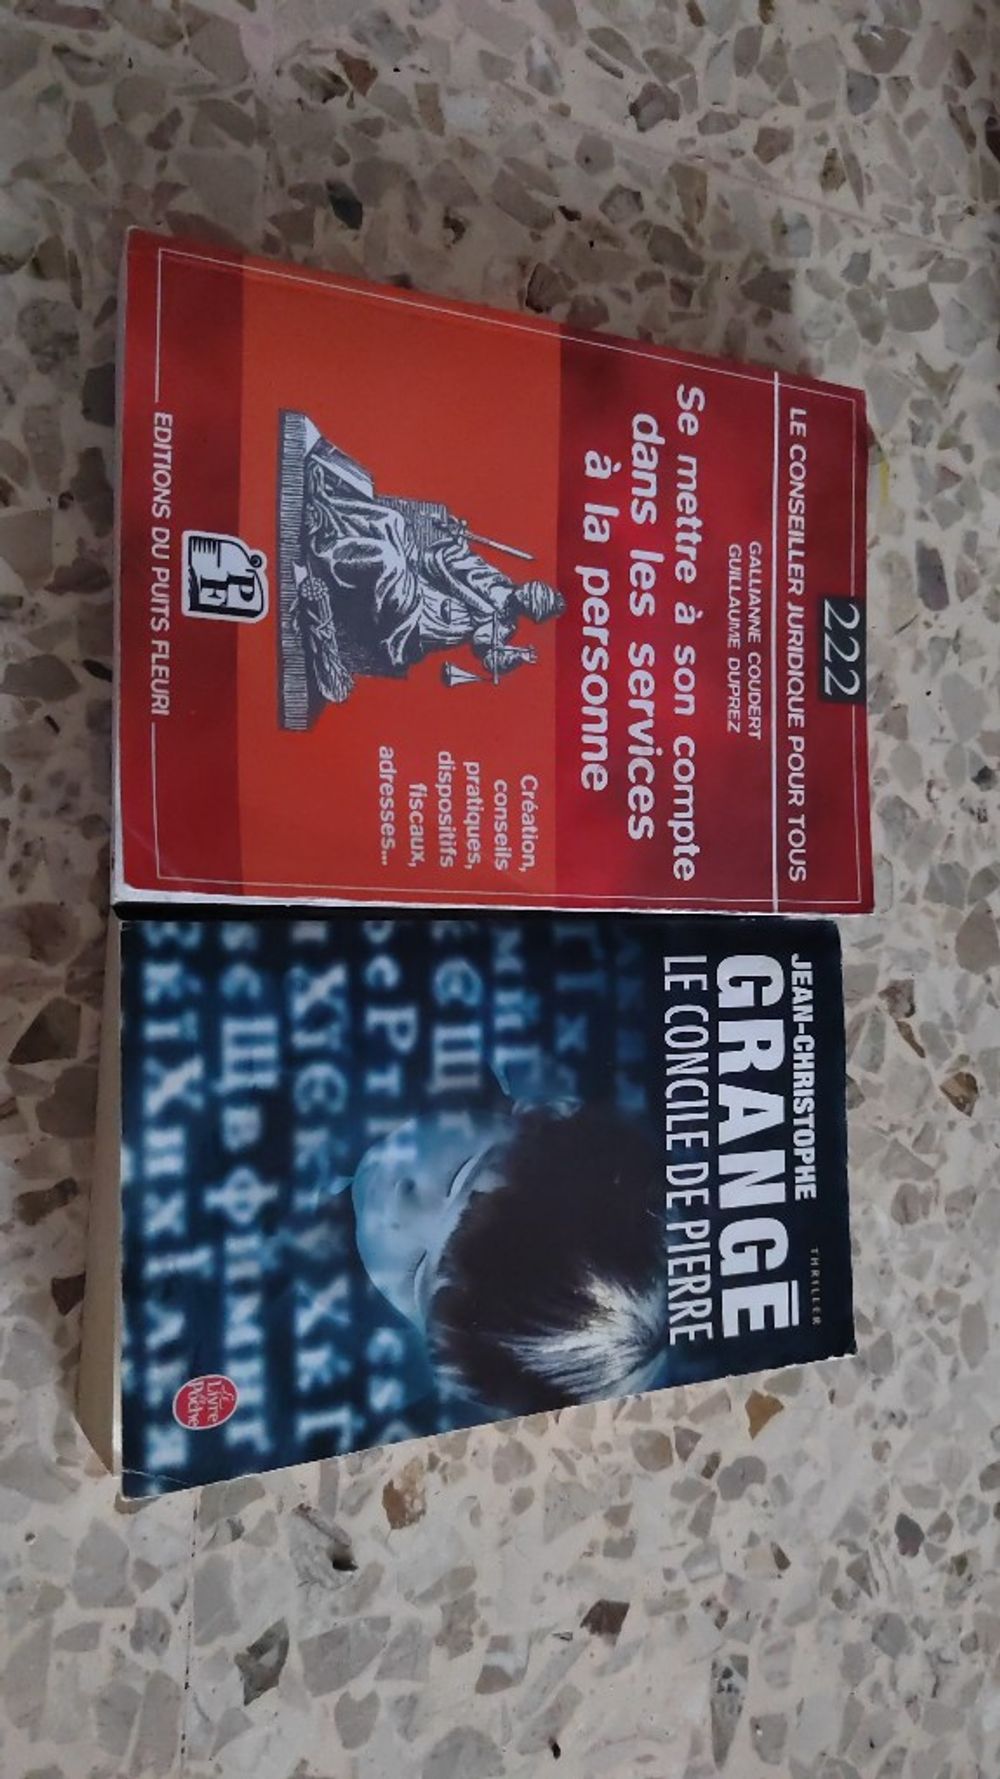 222
LE CONSEILLER JURIDIQUE POUR TOUS
GALLIANNE COUDERT
GUILLAUME DUPREZ
Se mettre à son compte
dans les services
à la personne
Création,
conseils
pratiques,
dispositifs
fiscaux,
adresses...
P
F
EDITIONS DU PUITS FLEURI
THRILLER
JEAN-CHRISTOPHE
GRANGÉ
LE CONCILE DE PIERRE
Le
Livre
de
Poche